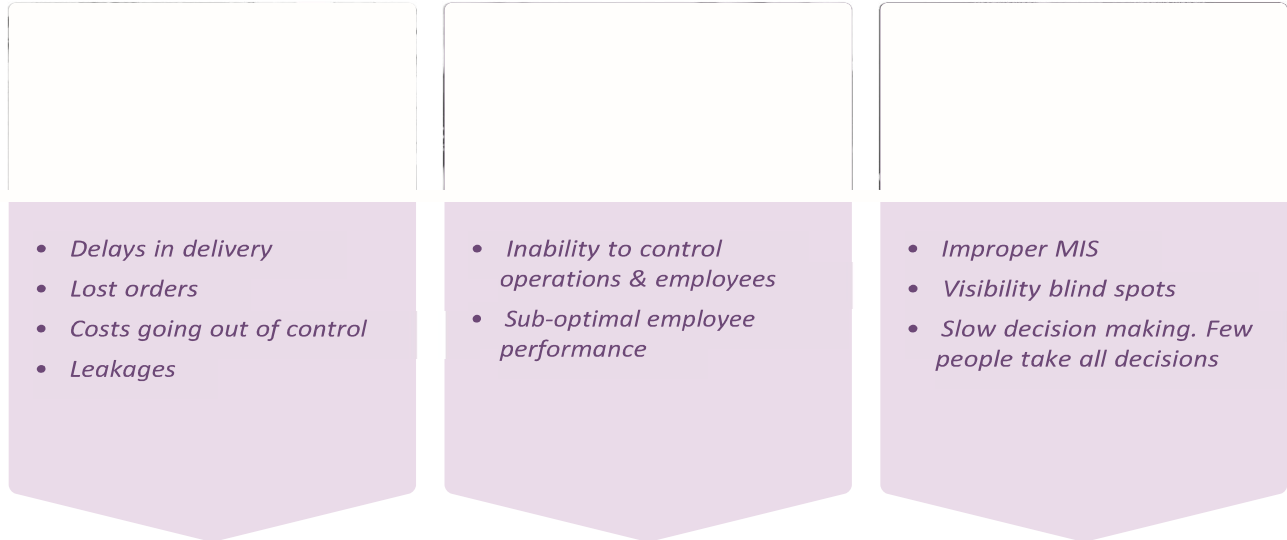 • Delays in delivery
• Lost orders
• Costs going out of control
• Leakages
• Inability to control
operations & employees
• Sub-optimal employee
performance
• Improper MIS
• Visibility blind spots
• Slow decision making. Few
people take all decisions